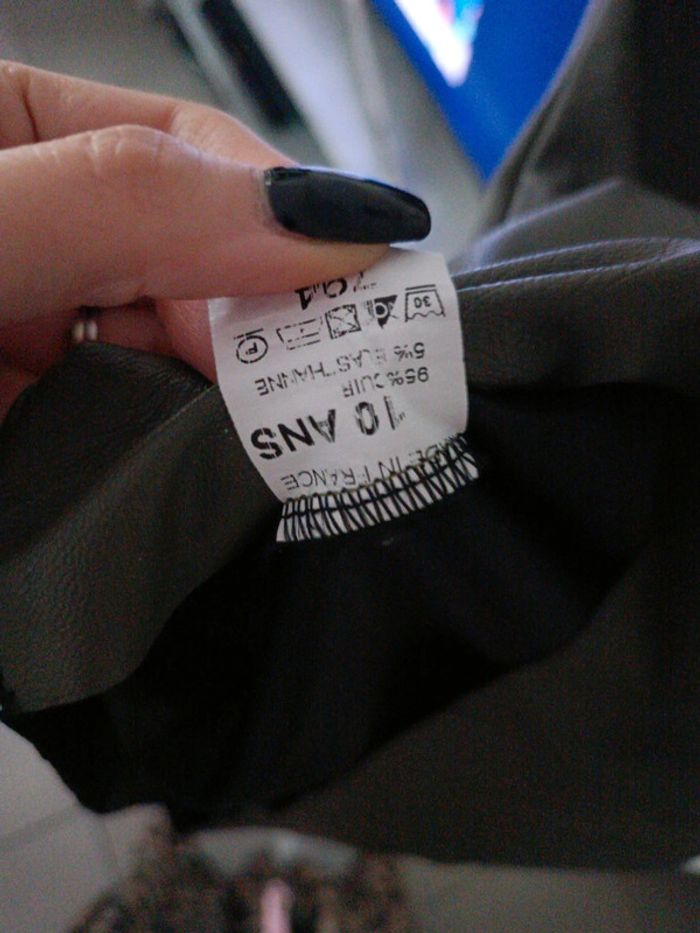 MADE IN FRANCE
10 ANS
95% CUIR
5% ELASTHANNE
30